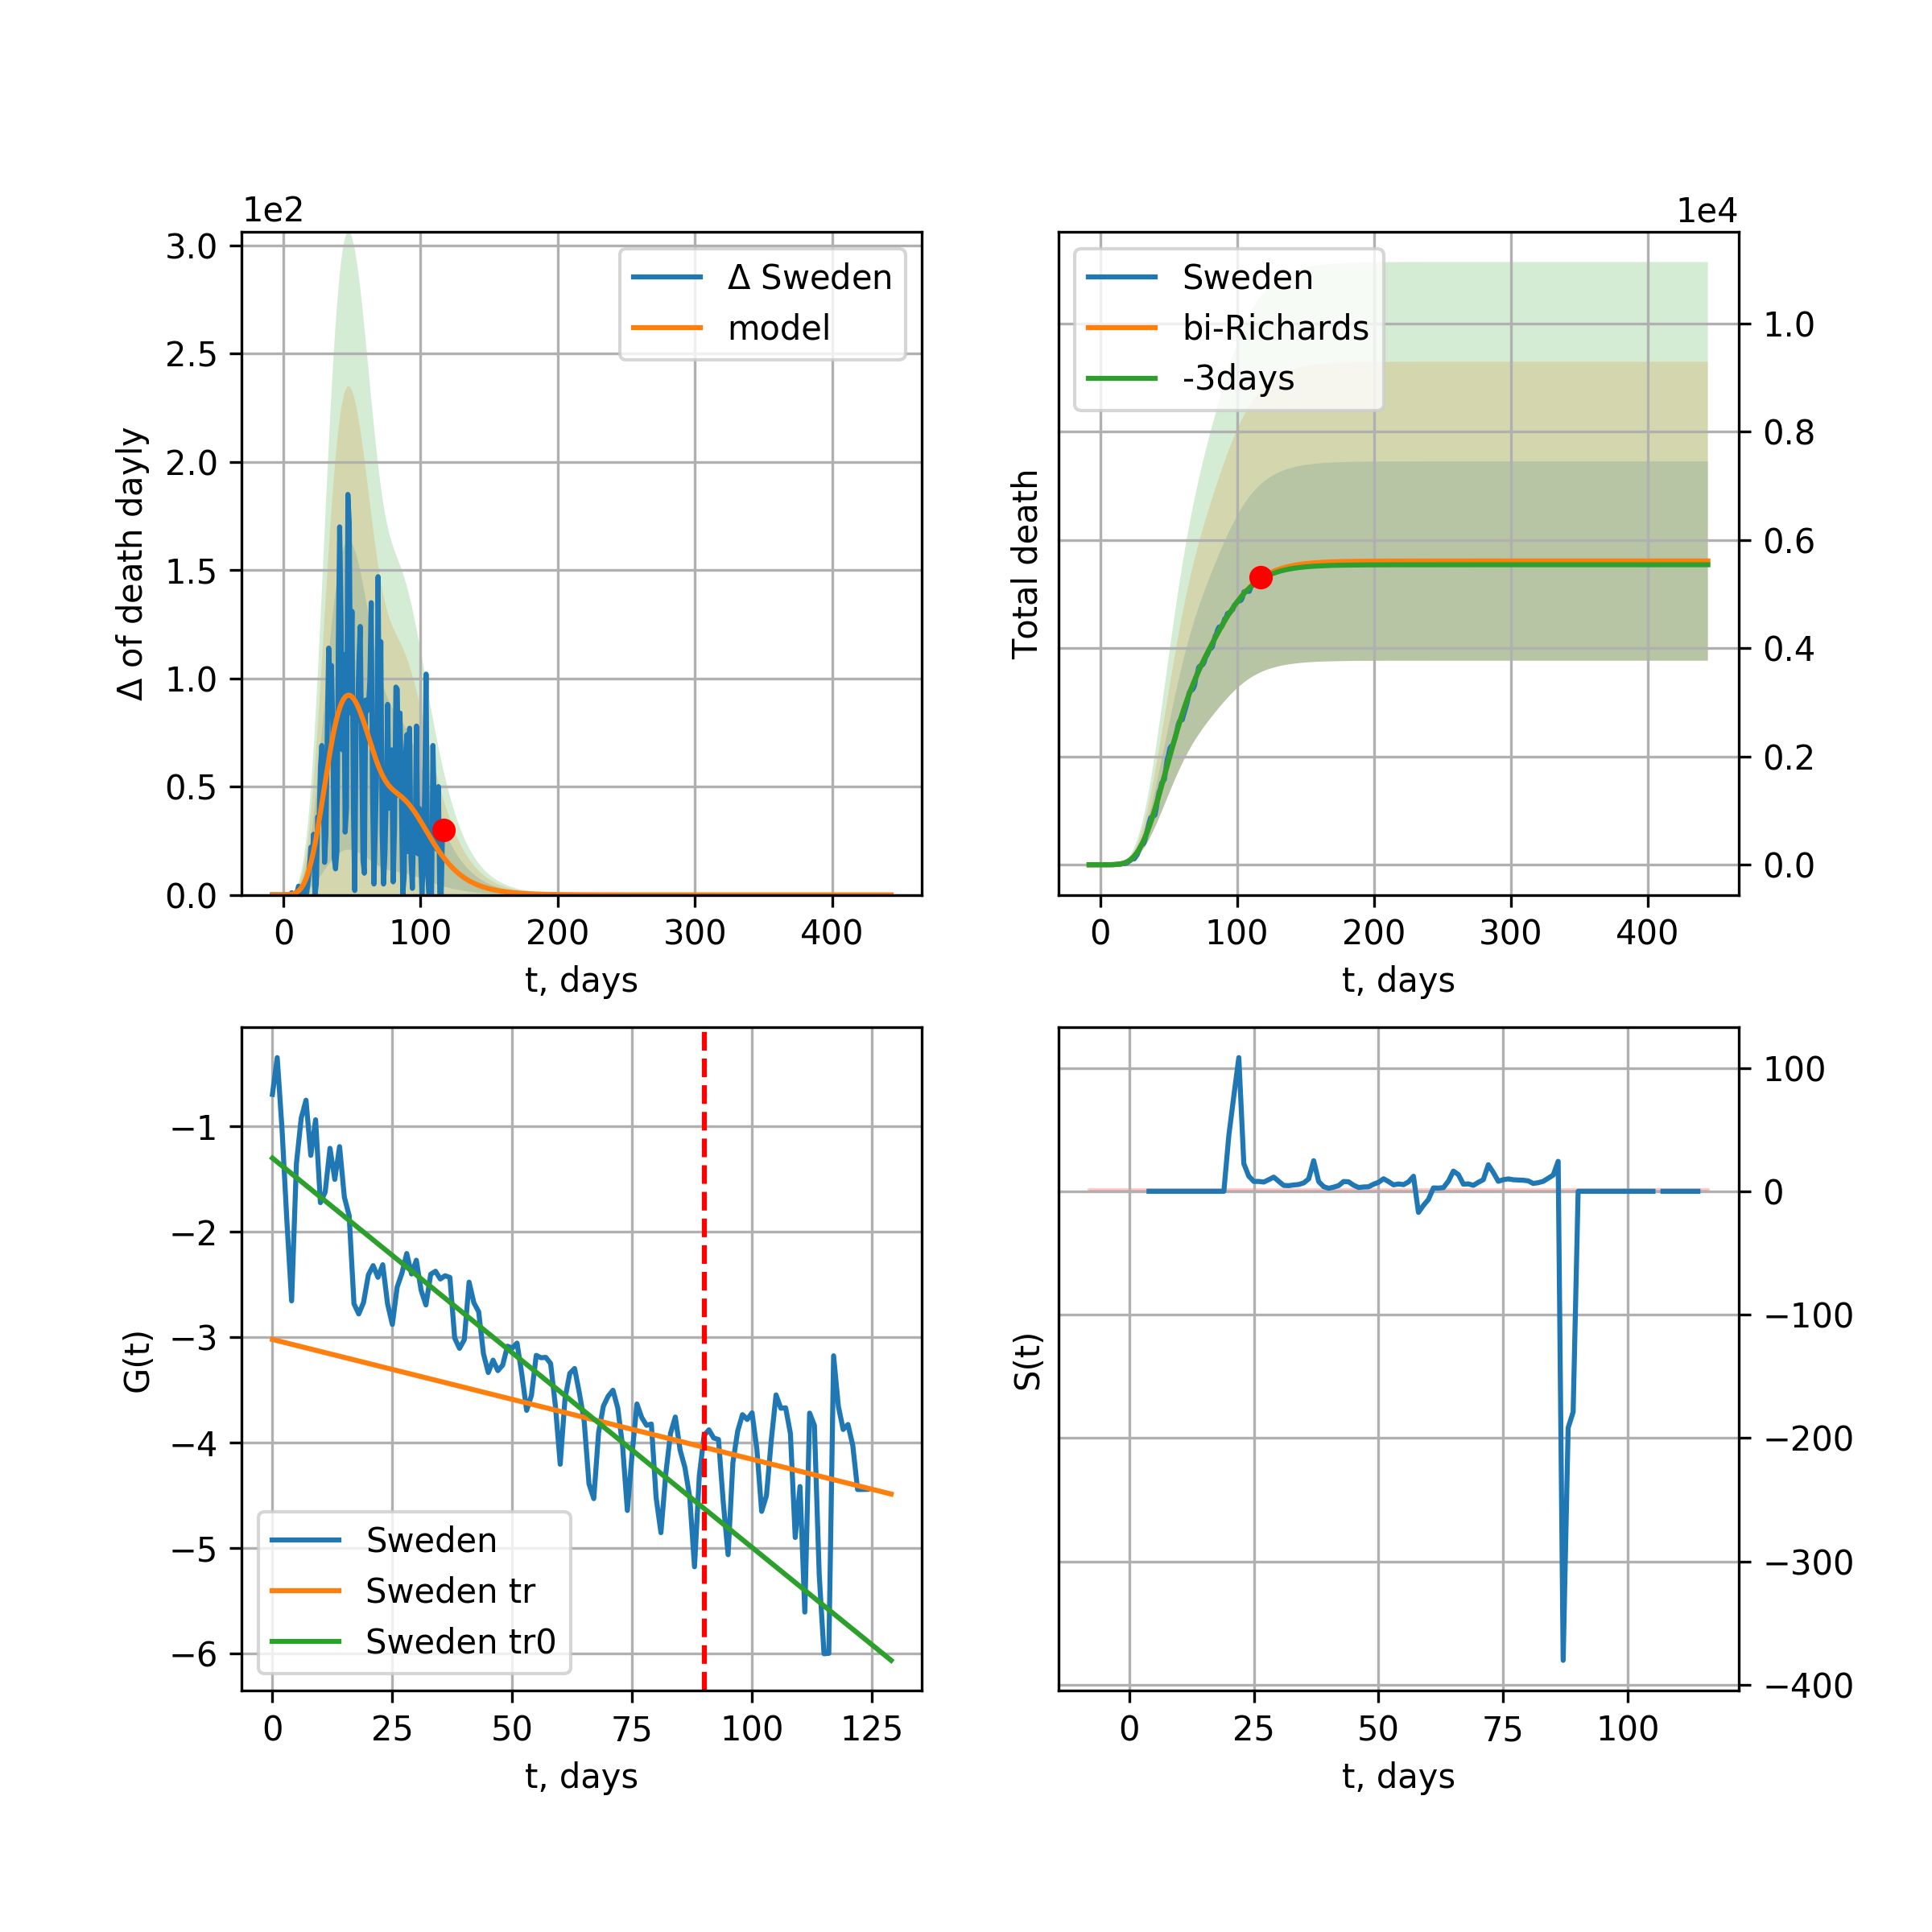 1e2
3.0
2.5
2.0
1.5
1.0
0.5
0.0
Δ of death dayly
Δ Sweden
model
0 100 200 300 400
t, days
1e4
Sweden
bi-Richards
-3days
Total death
1.0
0.8
0.6
0.4
0.2
0.0
0 100 200 300 400
t, days
−1
−2
−3
−4
−5
−6
G(t)
Sweden
Sweden tr
Sweden tr0
0 25 50 75 100 125
t, days
S(t)
100
0
−100
−200
−300
−400
0 25 50 75 100
t, days